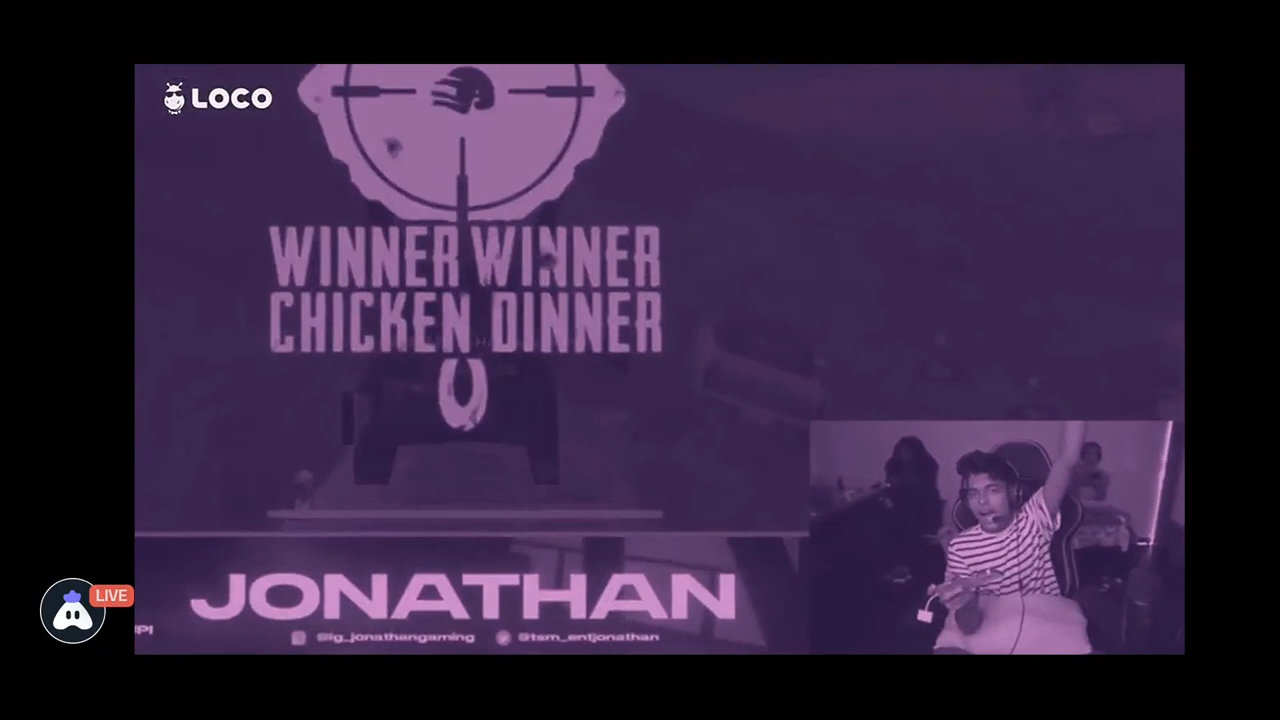 LOCO
WINNER WINNER
CHICKEN DINNER
LIVE
JONATHAN
@ig_jonathangaming @tsm_entjonathan